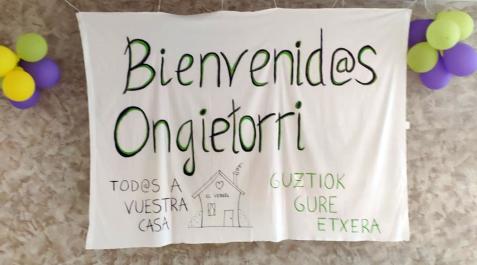 Bienvenid@s
Ongietorri
TOD@S A
VUESTRA
CASA
GUZTIOK
GURE
ETXERA